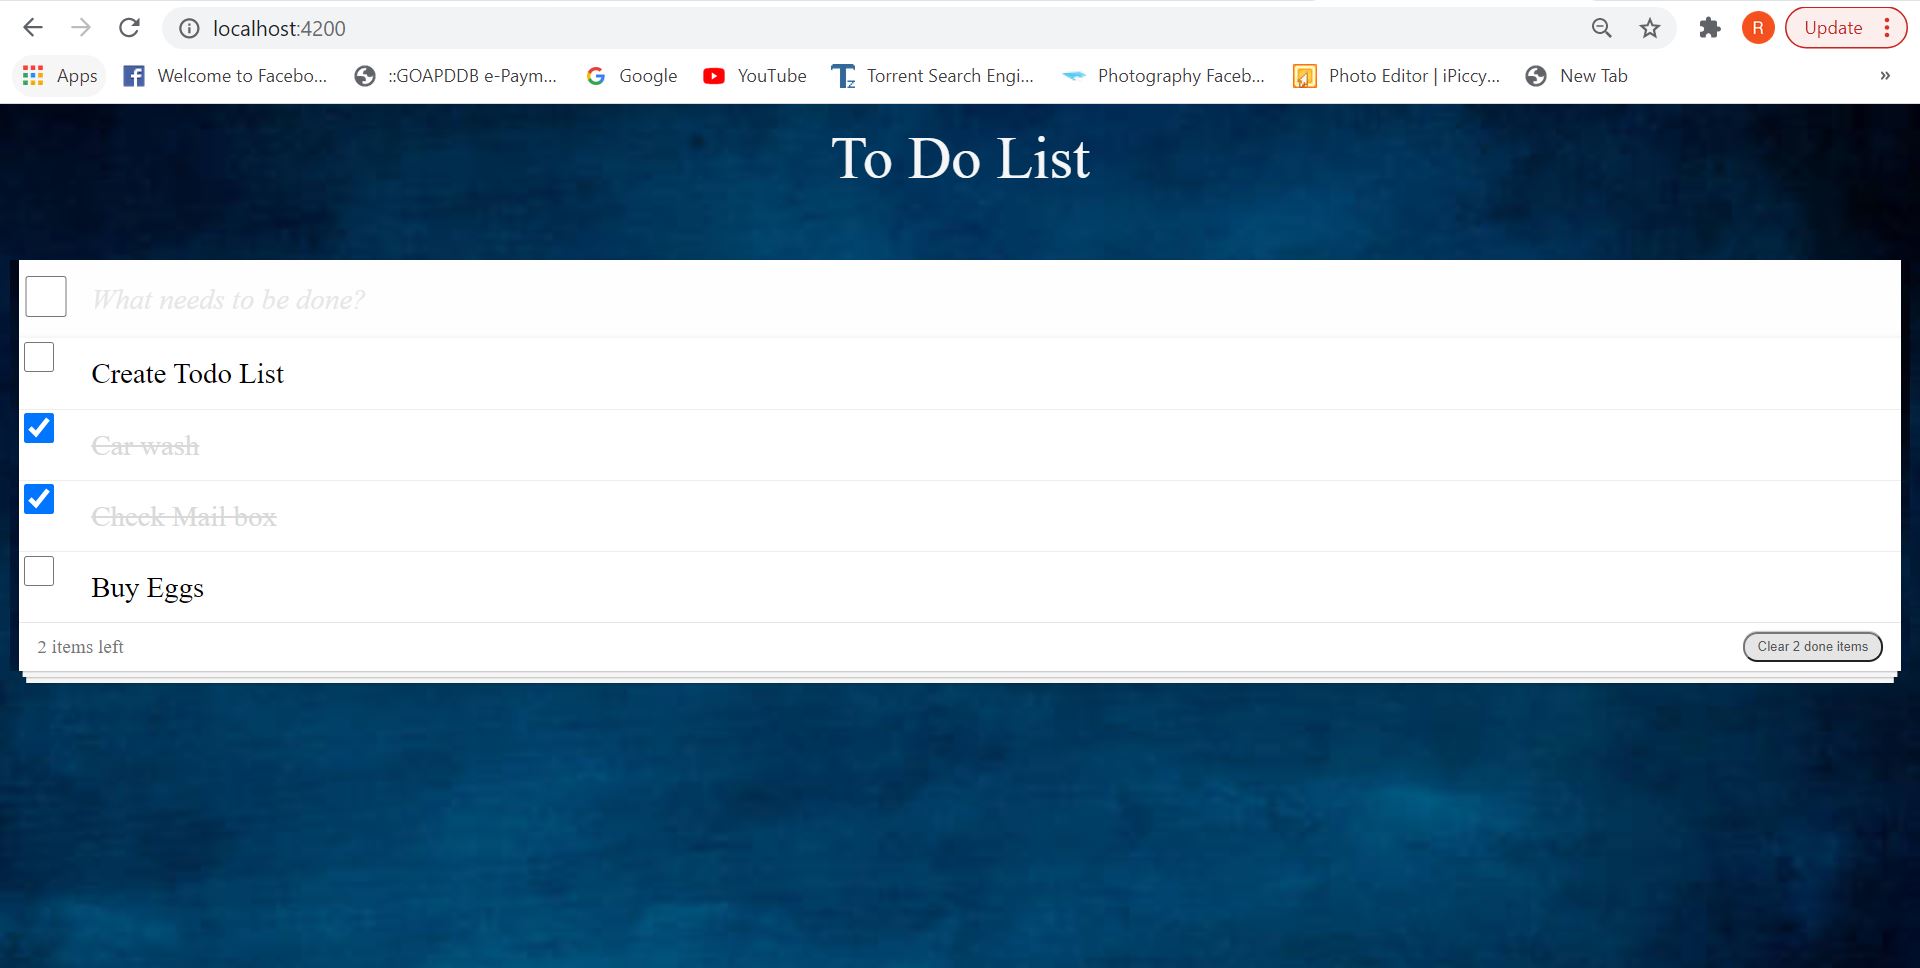 localhost:4200
R
Update
Apps
Welcome to Facebo...
::GOAPDDB e-Paym...
Google
YouTube
Torrent Search Engi...
Photography Faceb...
Photo Editor | iPiccy...
New Tab
»
To Do List
What needs to be done?
Create Todo List
Car wash
Check Mail box
Buy Eggs
2 items left
Clear 2 done items